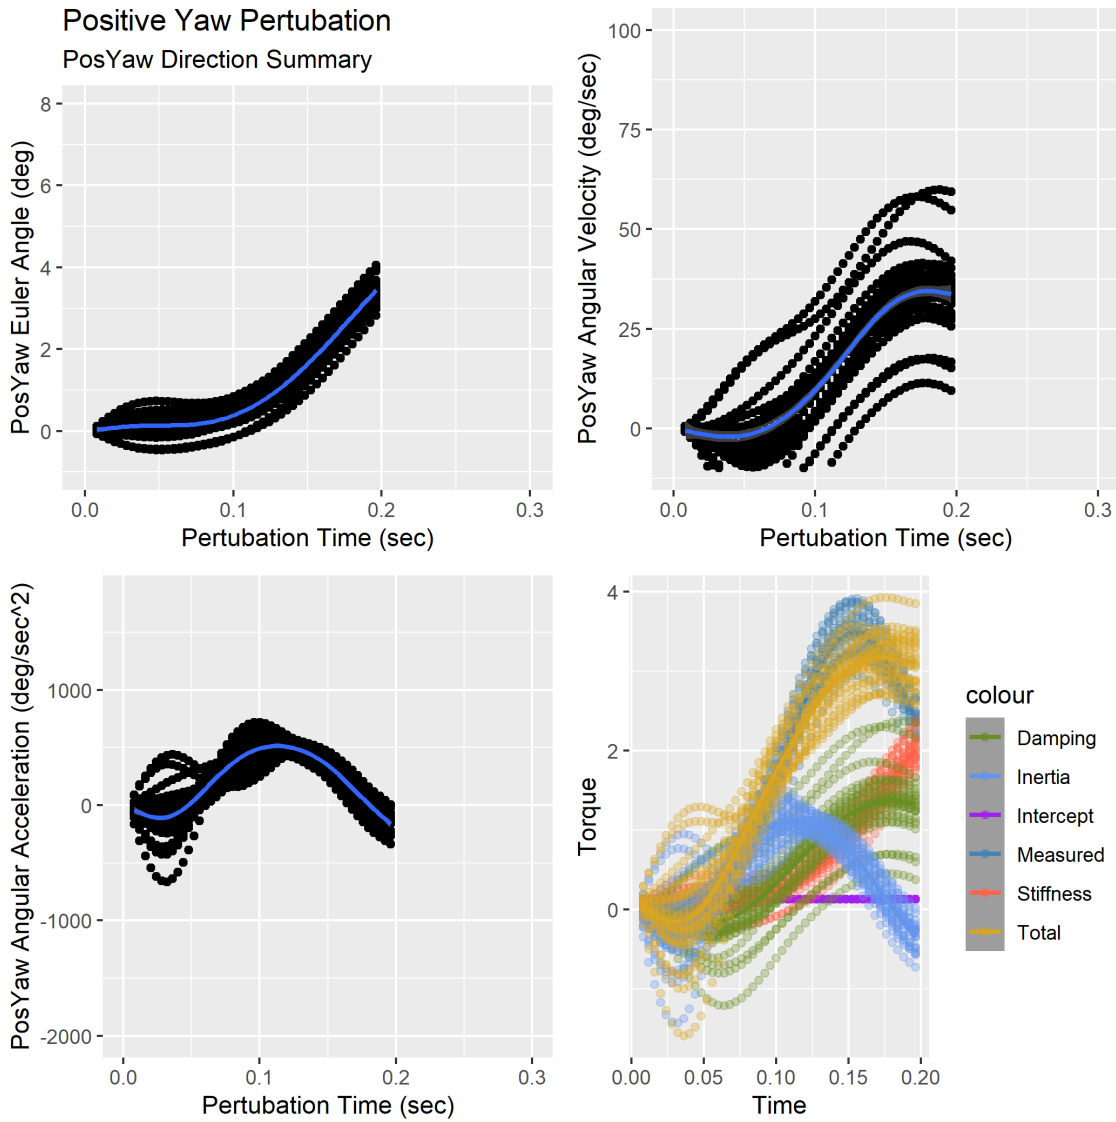 Positive Yaw Pertubation
PosYaw Direction Summary
PosYaw Euler Angle (deg)
8
6
4
2
0
0.0 0.1 0.2 0.3
Pertubation Time (sec)
PosYaw Angular Velocity (deg/sec)
100
75
50
25
0
0.0 0.1 0.2 0.3
Pertubation Time (sec)
PosYaw Angular Acceleration (deg/sec^2)
1000
0
-1000
-2000
0.0 0.1 0.2 0.3
Pertubation Time (sec)
Torque
4
2
0
0.00 0.05 0.10 0.15 0.20
Time
colour
Damping
Inertia
Intercept
Measured
Stiffness
Total